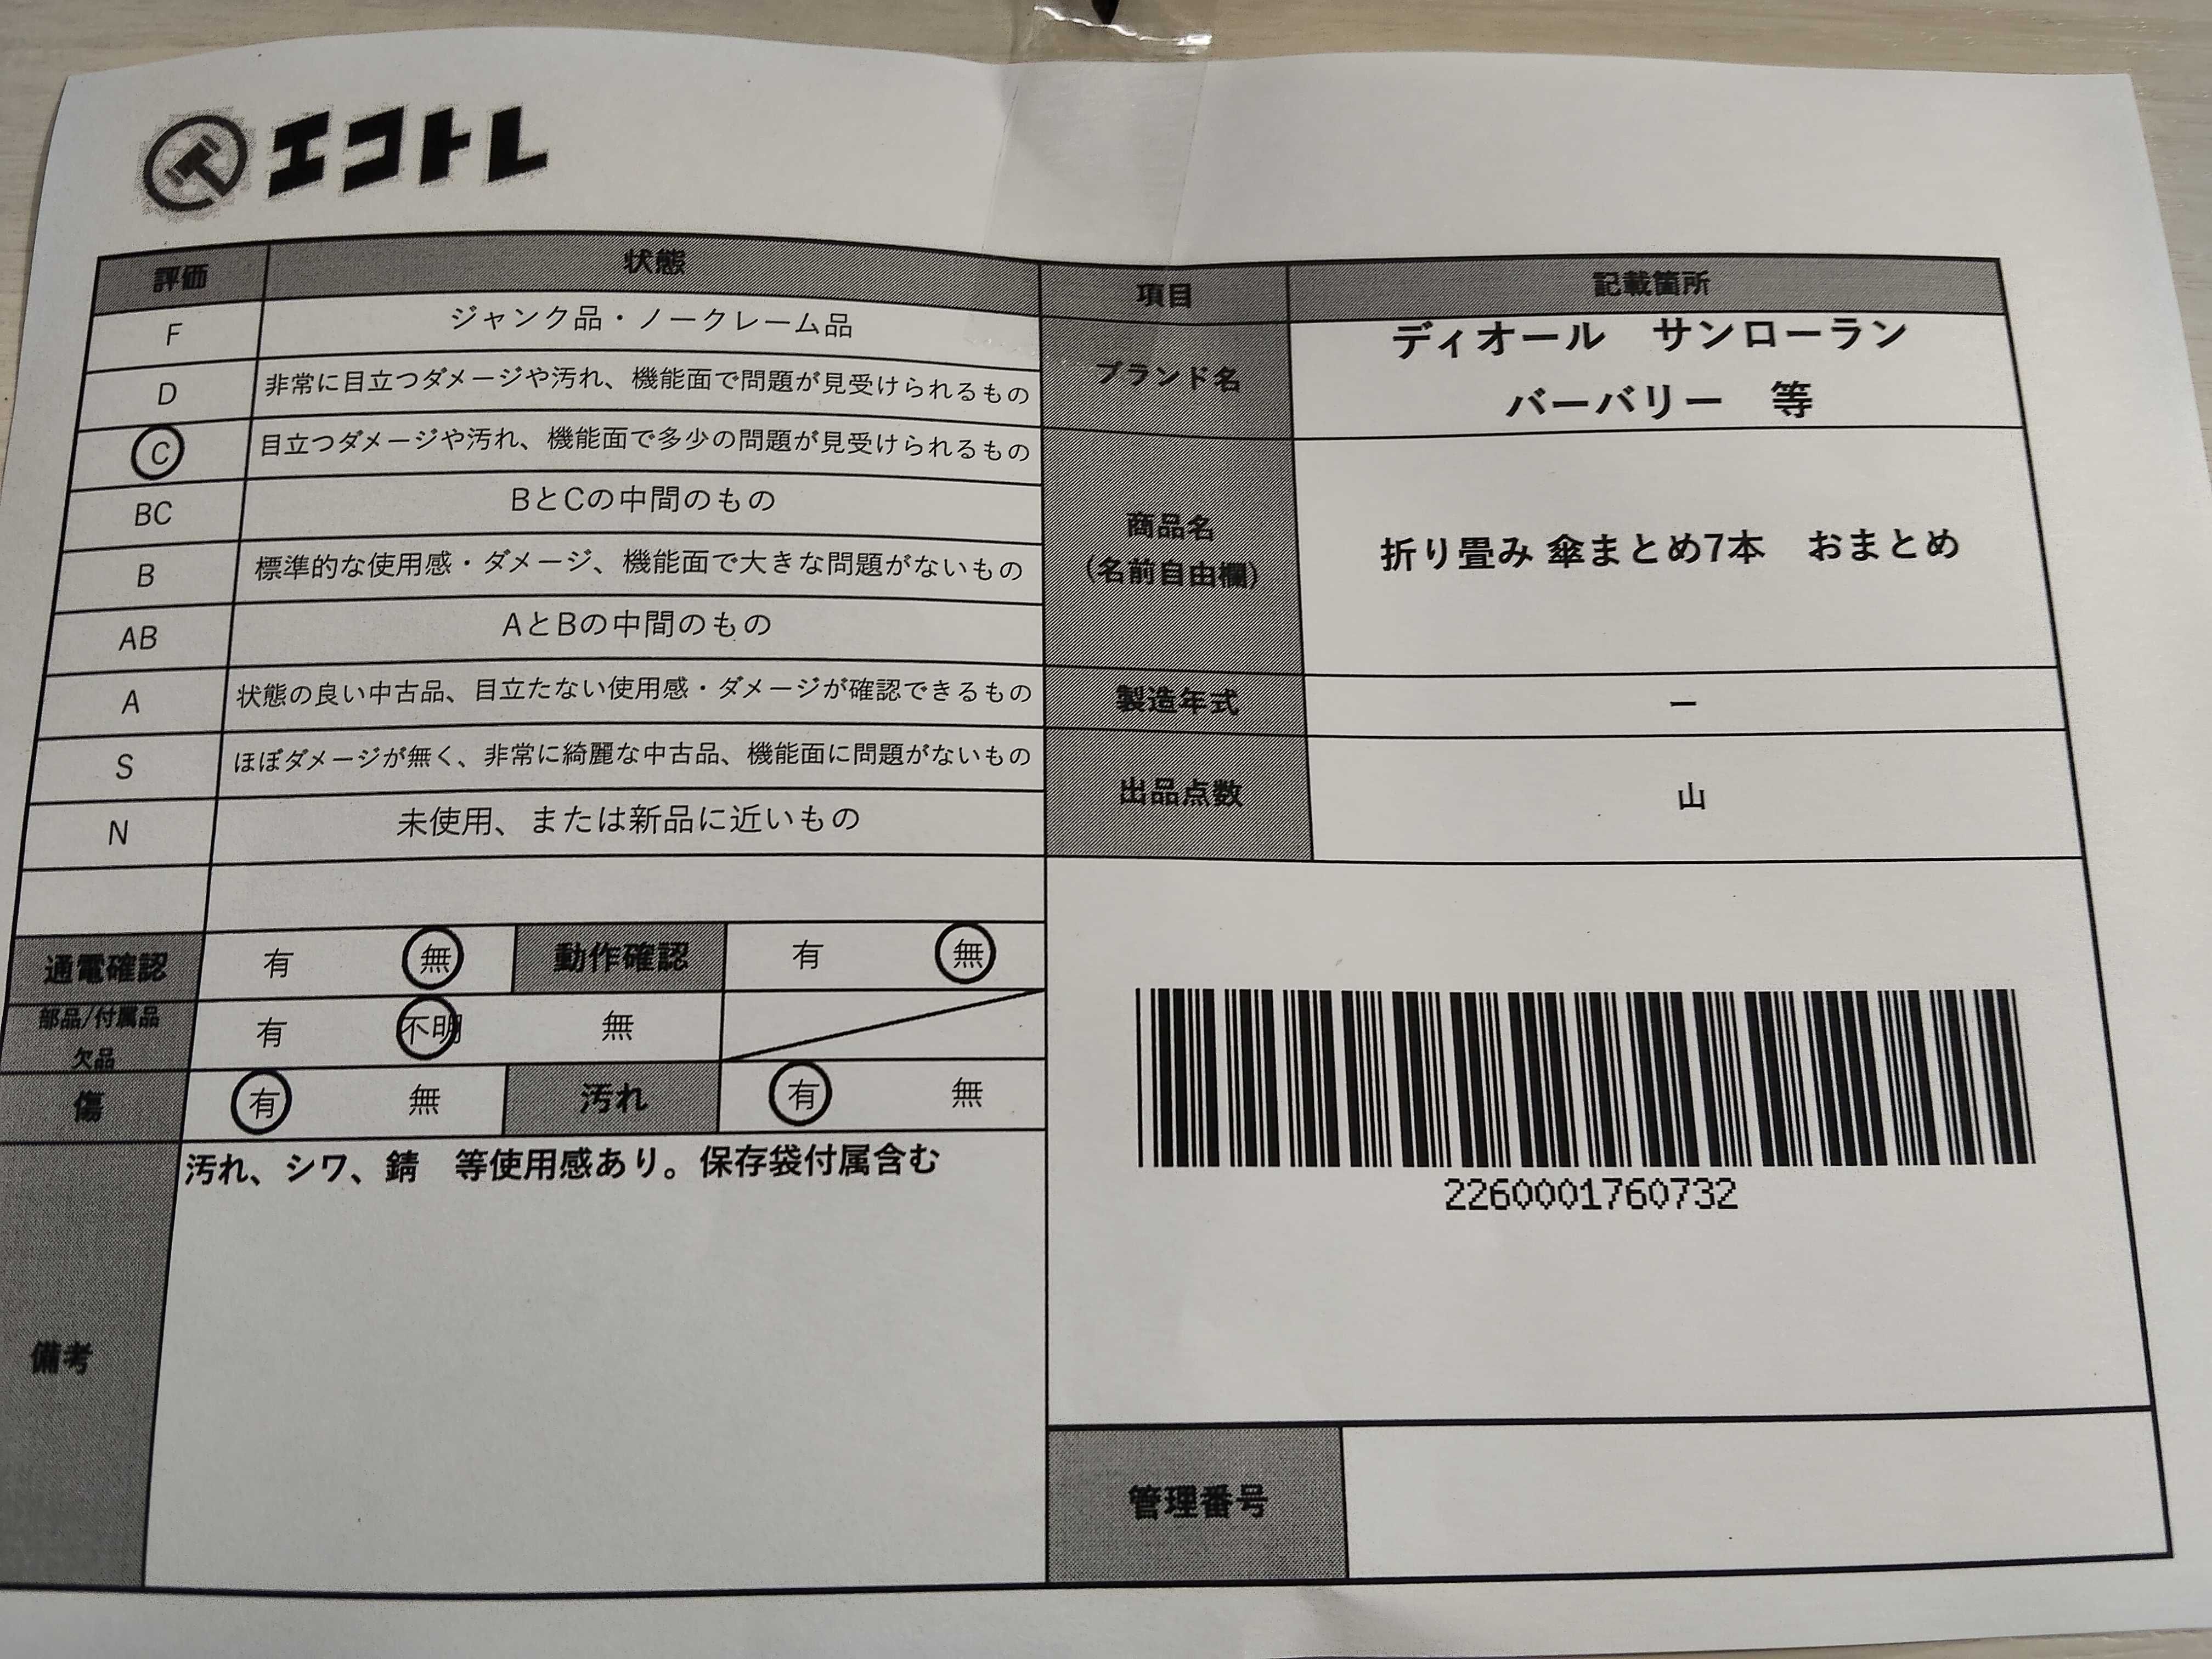 エコトレ
評価 状態
F ジャンク品・ノークレーム品
D 非常に目立つダメージや汚れ、機能面で問題が見受けられるもの
C 目立つダメージや汚れ、機能面で多少の問題が見受けられるもの
BC BとCの中間のもの
B 標準的な使用感・ダメージ、機能面で大きな問題がないもの
AB AとBの中間のもの
A 状態の良い中古品、目立たない使用感・ダメージが確認できるもの
S ほぼダメージが無く、非常に綺麗な中古品、機能面に問題がないもの
N 未使用、または新品に近いもの
通電確認 有 無 動作確認 有 無
部品/付属品
欠品
有 不明 無
傷 有 無 汚れ 有 無
備考
汚れ、シワ、錆　等使用感あり。保存袋付属含む
項目 記載箇所
ブランド名
ディオール　サンローラン
バーバリー　等
商品名
(名前自由欄)
折り畳み 傘まとめ7本　おまとめ
製造年式 ー
出品点数 山
2260001760732
管理番号